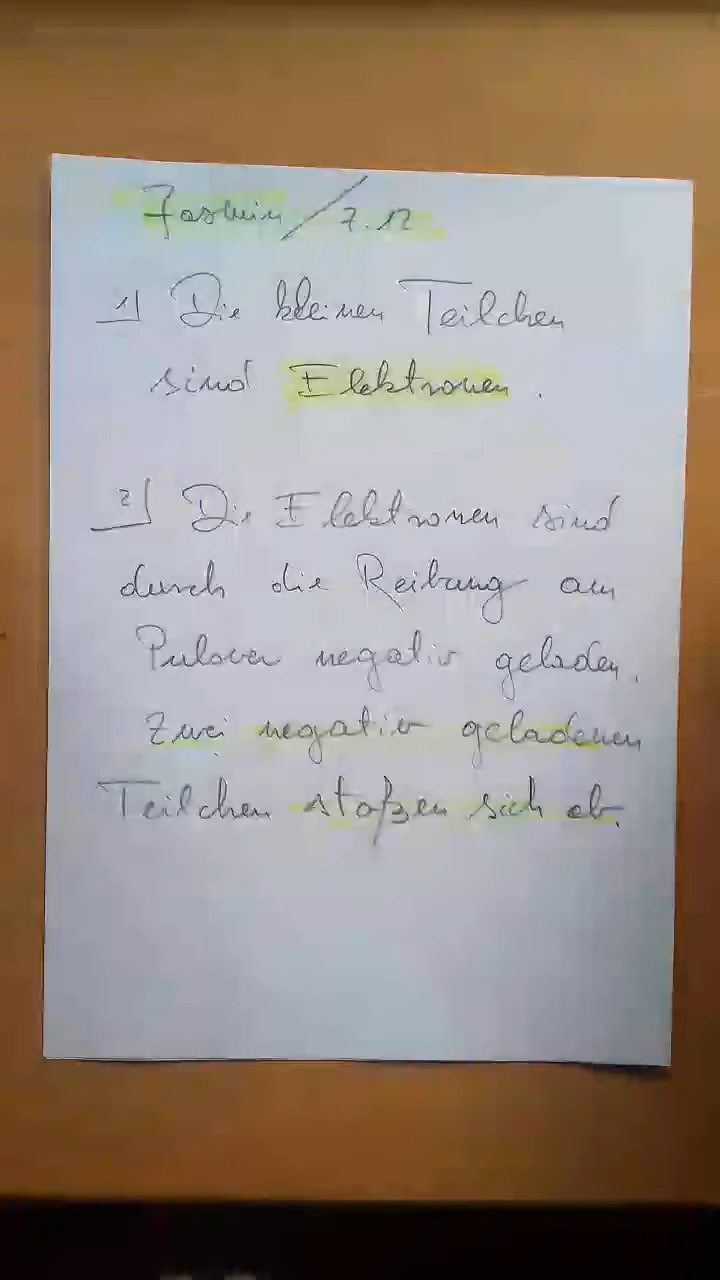 Jasmin / 7.12
1) Die kleinen Teilchen
sind Elektronen.
2) Die Elektronen sind
durch die Reibung am
Pulover negativ geladen.
Zwei negativ geladenen
Teilchen stoßen sich ab.